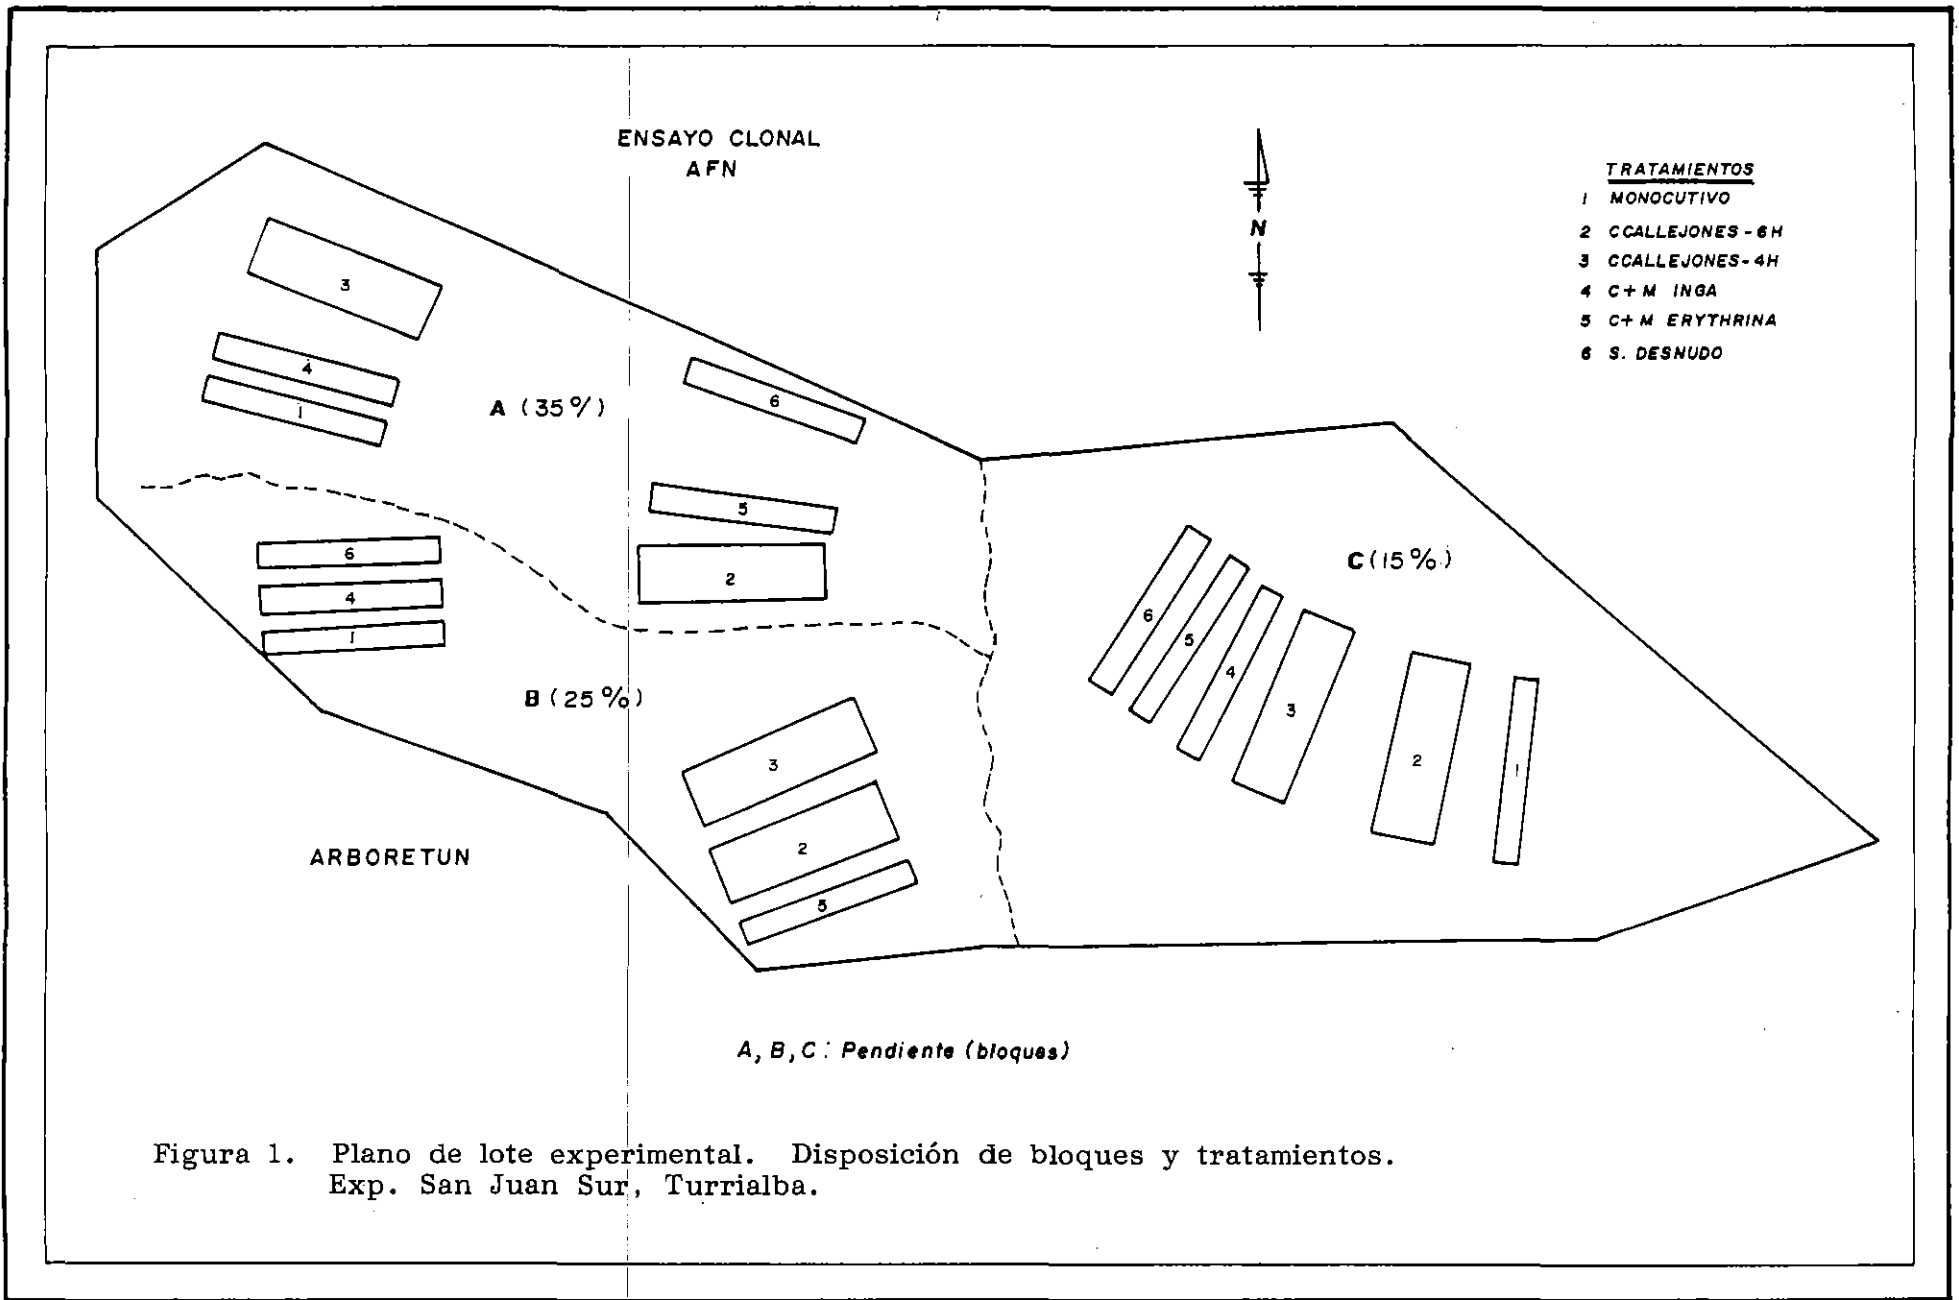 ENSAYO CLONAL
AFN
N
TRATAMIENTOS
1 MONOCUTIVO
2 CCALLEJONES-6H
3 CCALLEJONES-4H
4 C+M INGA
5 C+M ERYTHRINA
6 S. DESNUDO
3
4
1
A (35%)
6
5
2
6
4
1
B (25%)
3
2
5
C (15%)
6
5
4
3
2
1
ARBORETUN
A, B, C : Pendiente (bloques)
Figura 1. Plano de lote experimental. Disposición de bloques y tratamientos.
Exp. San Juan Sur, Turrialba.